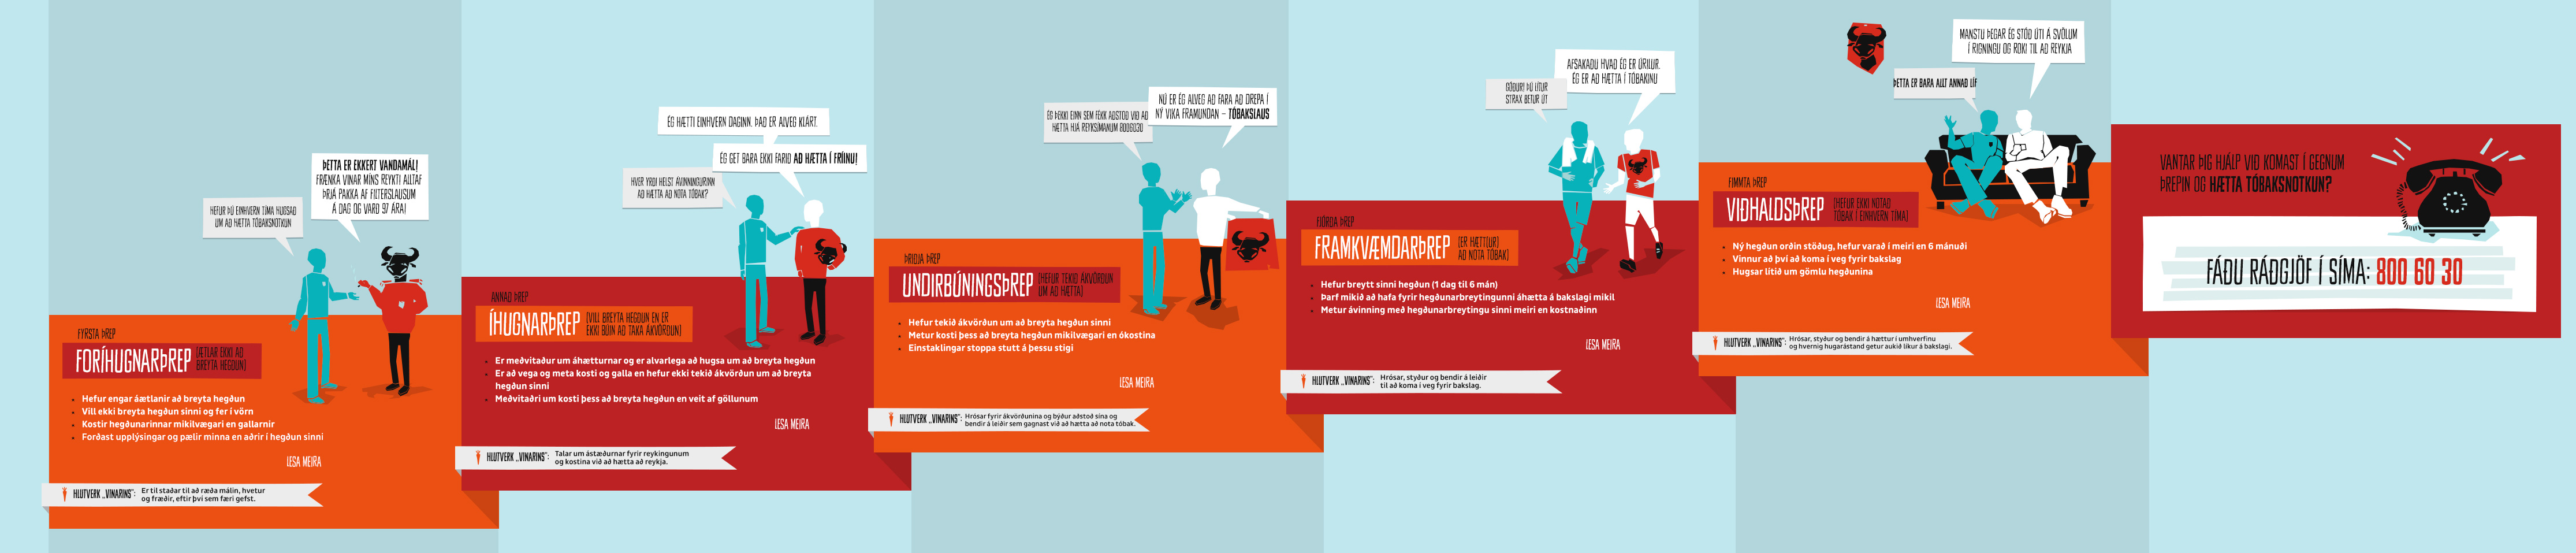 HEFUR ÞÚ EINHVERN TÍMA HUGSAÐ
UM AÐ HÆTTA TÓBAKSNOTKUN
ÞETTA ER EKKERT VANDAMÁL!
FRÆNKA VINAR MÍNS REYKTI ALLTAF
ÞRJÁ PAKKA AF FILTERSLAUSUM
Á DAG OG VARÐ 97 ÁRA!
FYRSTA ÞREP
FORÍHUGNARÞREP
(ÆTLAR EKKI AÐ
BREYTA HEGÐUN)
Hefur engar áætlanir að breyta hegðun
Vill ekki breyta hegðun sinni og fer í vörn
Kostir hegðunarinnar mikilvægari en gallarnir
Forðast upplýsingar og pælir minna en aðrir í hegðun sinni
LESA MEIRA
HLUTVERK „VINARINS“:
Er til staðar til að ræða málin, hvetur
og fræðir, eftir því sem færi gefst.
ÉG HÆTTI EINHVERN DAGINN. ÞAÐ ER ALVEG KLÁRT.
ÉG GET BARA EKKI FARIÐ AÐ HÆTTA Í FRÍINU!
HVER YRÐI HELST ÁVINNINGURINN
AÐ HÆTTA AÐ NOTA TÓBAK?
ANNAÐ ÞREP
ÍHUGNARÞREP
(VILL BREYTA HEGÐUN EN ER
EKKI BÚIN AÐ TAKA ÁKVÖRÐUN)
Er meðvitaður um áhætturnar og er alvarlega að hugsa um að breyta hegðun
Er að vega og meta kosti og galla en hefur ekki tekið ákvörðun um að breyta
hegðun sinni
Meðvitaðri um kosti þess að breyta hegðun en veit af göllunum
LESA MEIRA
HLUTVERK „VINARINS“:
Talar um ástæðurnar fyrir reykingunum
og kostina við að hætta að reykja.
ÉG ÞEKKI EINN SEM FÉKK AÐSTOÐ VIÐ AÐ
HÆTTA HJÁ REYKSÍMANUM 8006030
NÚ ER ÉG ALVEG AÐ FARA AÐ DREPA Í
NÝ VIKA FRAMUNDAN – TÓBAKSLAUS
ÞRIÐJA ÞREP
UNDIRBÚNINGSÞREP
(HEFUR TEKIÐ ÁKVÖRÐUN
UM AÐ HÆTTA)
Hefur tekið ákvörðun um að breyta hegðun sinni
Metur kosti þess að breyta hegðun mikilvægari en ókostina
Einstaklingar stoppa stutt á þessu stigi
LESA MEIRA
HLUTVERK „VINARINS“:
Hrósar fyrir ákvörðunina og býður aðstoð sína og
bendir á leiðir sem gagnast við að hætta að nota tóbak.
GÓÐUR! ÞÚ LÍTUR
STRAX BETUR ÚT
AFSAKAÐU HVAÐ ÉG ER ÚRILUR.
ÉG ER AÐ HÆTTA Í TÓBAKINU
FJÓRÐA ÞREP
FRAMKVÆMDARÞREP
(ER HÆTT(UR)
AÐ NOTA TÓBAK)
Hefur breytt sinni hegðun (1 dag til 6 mán)
Þarf mikið að hafa fyrir hegðunarbreytingunni áhætta á bakslagi mikil
Metur ávinning með hegðunarbreytingu sinni meiri en kostnaðinn
LESA MEIRA
HLUTVERK „VINARINS“:
Hrósar, styður og bendir á leiðir
til að koma í veg fyrir bakslag.
MANSTU ÞEGAR ÉG STÓÐ ÚTI Á SVÖLUM
Í RIGNINGU OG ROKI TIL AÐ REYKJA
ÞETTA ER BARA ALLT ANNAÐ LÍF
FIMMTA ÞREP
VIÐHALDSÞREP
(HEFUR EKKI NOTAÐ
TÓBAK Í EINHVERN TÍMA)
Ný hegðun orðin stöðug, hefur varað í meiri en 6 mánuði
Vinnur að því að koma í veg fyrir bakslag
Hugsar lítið um gömlu hegðunina
LESA MEIRA
HLUTVERK „VINARINS“:
Hrósar, styður og bendir á hættur í umhverfinu
og hvernig hugarástand getur aukið líkur á bakslagi.
VANTAR ÞIG HJÁLP VIÐ KOMAST Í GEGNUM
ÞREPIN OG HÆTTA TÓBAKSNOTKUN?
FÁÐU RÁÐGJÖF Í SÍMA: 800 60 30